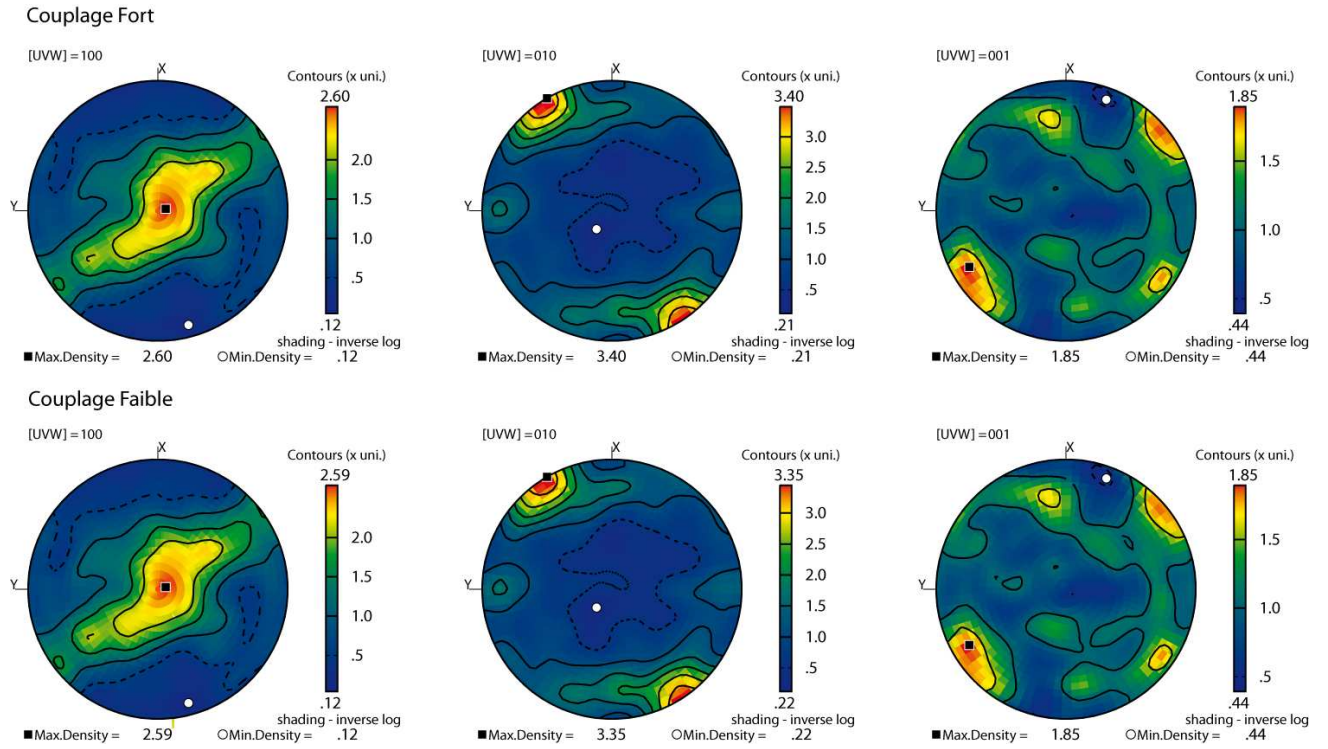 Couplage Fort
[UVW] =100
X
Y
Contours (x uni.)
2.60
2.0
1.5
1.0
.5
.12
shading - inverse log
Max.Density = 2.60 Min.Density = .12
[UVW] =010
X
Y
Contours (x uni.)
3.40
3.0
2.5
2.0
1.5
1.0
.5
.21
shading - inverse log
Max.Density = 3.40 Min.Density = .21
[UVW] =001
X
Y
Contours (x uni.)
1.85
1.5
1.0
.5
.44
shading - inverse log
Max.Density = 1.85 Min.Density = .44
Couplage Faible
[UVW] =100
X
Y
Contours (x uni.)
2.59
2.0
1.5
1.0
.5
.12
shading - inverse log
Max.Density = 2.59 Min.Density = .12
[UVW] =010
X
Y
Contours (x uni.)
3.35
3.0
2.5
2.0
1.5
1.0
.5
.22
shading - inverse log
Max.Density = 3.35 Min.Density = .22
[UVW] =001
X
Y
Contours (x uni.)
1.85
1.5
1.0
.5
.44
shading - inverse log
Max.Density = 1.85 Min.Density = .44